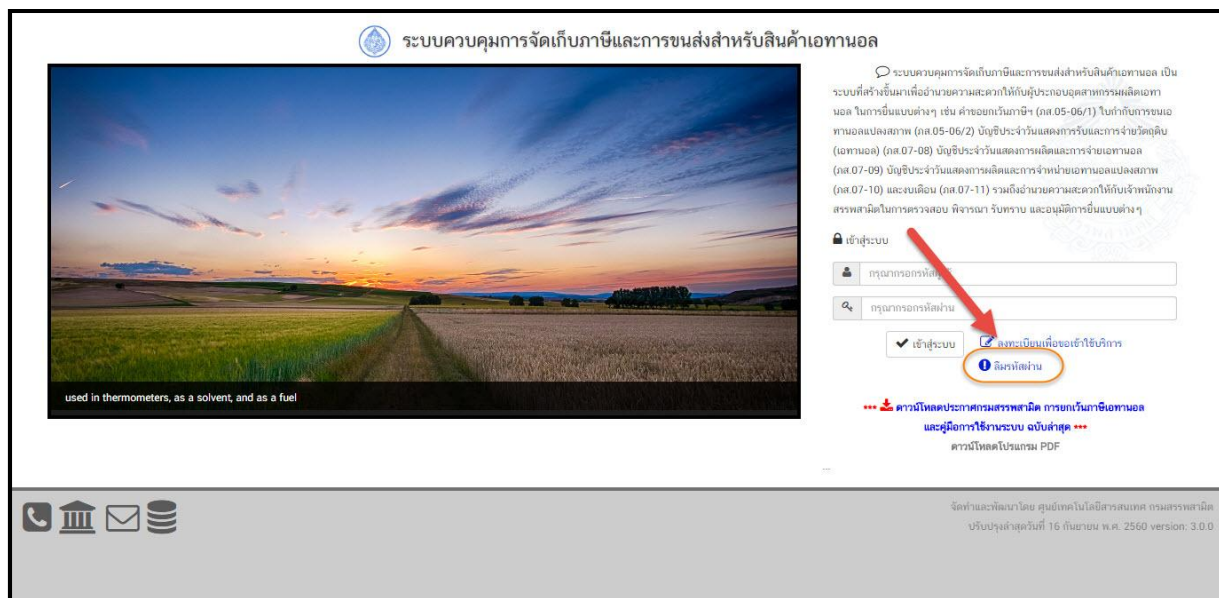 ระบบควบคุมการจัดเก็บภาษีและการขนส่งสำหรับสินค้าเอทานอล
used in thermometers, as a solvent, and as a fuel
ระบบควบคุมการจัดเก็บภาษีและการขนส่งสำหรับสินค้าเอทานอล เป็น
ระบบที่สร้างขึ้นมาเพื่ออำนวยความสะดวกให้กับผู้ประกอบอุตสาหกรรมผลิตเอทา
นอล ในการยื่นแบบต่างๆ เช่น คำขอยกเว้นภาษีฯ (ภส.05-06/1) ใบกำกับการขนเอ
ทานอลแปลงสภาพ (ภส.05-06/2) บัญชีประจำวันแสดงการรับและการจ่ายวัตถุดิบ
(เอทานอล) (ภส.07-08) บัญชีประจำวันแสดงการผลิตและการจ่ายเอทานอล
(ภส.07-09) บัญชีประจำวันแสดงการผลิตและการจำหน่ายเอทานอลแปลงสภาพ
(ภส.07-10) และงบเดือน (ภส.07-11) รวมถึงอำนวยความสะดวกให้กับเจ้าพนักงาน
สรรพสามิตในการตรวจสอบ พิจารณา รับทราบ และอนุมัติการยื่นแบบต่างๆ
เข้าสู่ระบบ
กรุณากรอกรหัส
กรุณากรอกรหัสผ่าน
เข้าสู่ระบบ ลงทะเบียนเพื่อขอเข้าใช้บริการ
ลืมรหัสผ่าน
*** ดาวน์โหลดประกาศกรมสรรพสามิต การยกเว้นภาษีเอทานอล
และคู่มือการใช้งานระบบ ฉบับล่าสุด ***
ดาวน์โหลดโปรแกรม PDF
...
จัดทำและพัฒนาโดย ศูนย์เทคโนโลยีสารสนเทศ กรมสรรพสามิต
ปรับปรุงล่าสุดวันที่ 16 กันยายน พ.ศ. 2560 version: 3.0.0